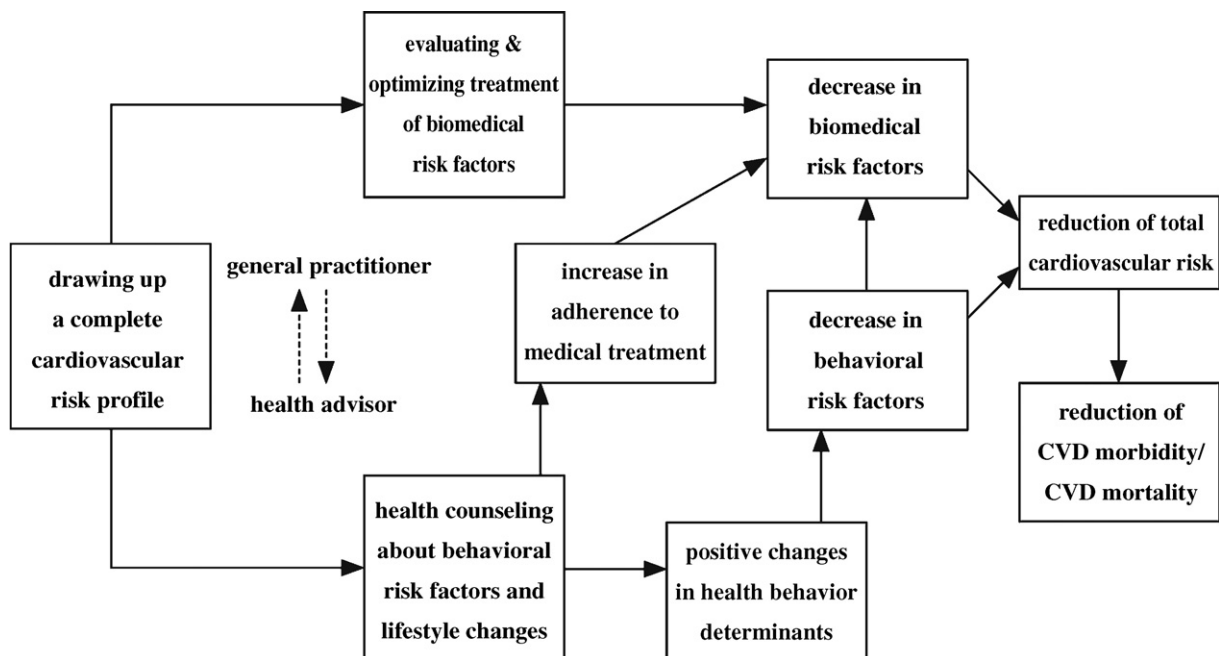 evaluating &
optimizing treatment
of biomedical
risk factors
decrease in
biomedical
risk factors
drawing up
a complete
cardiovascular
risk profile
general practitioner
health advisor
increase in
adherence to
medical treatment
decrease in
behavioral
risk factors
reduction of total
cardiovascular risk
reduction of
CVD morbidity/
CVD mortality
health counseling
about behavioral
risk factors and
lifestyle changes
positive changes
in health behavior
determinants